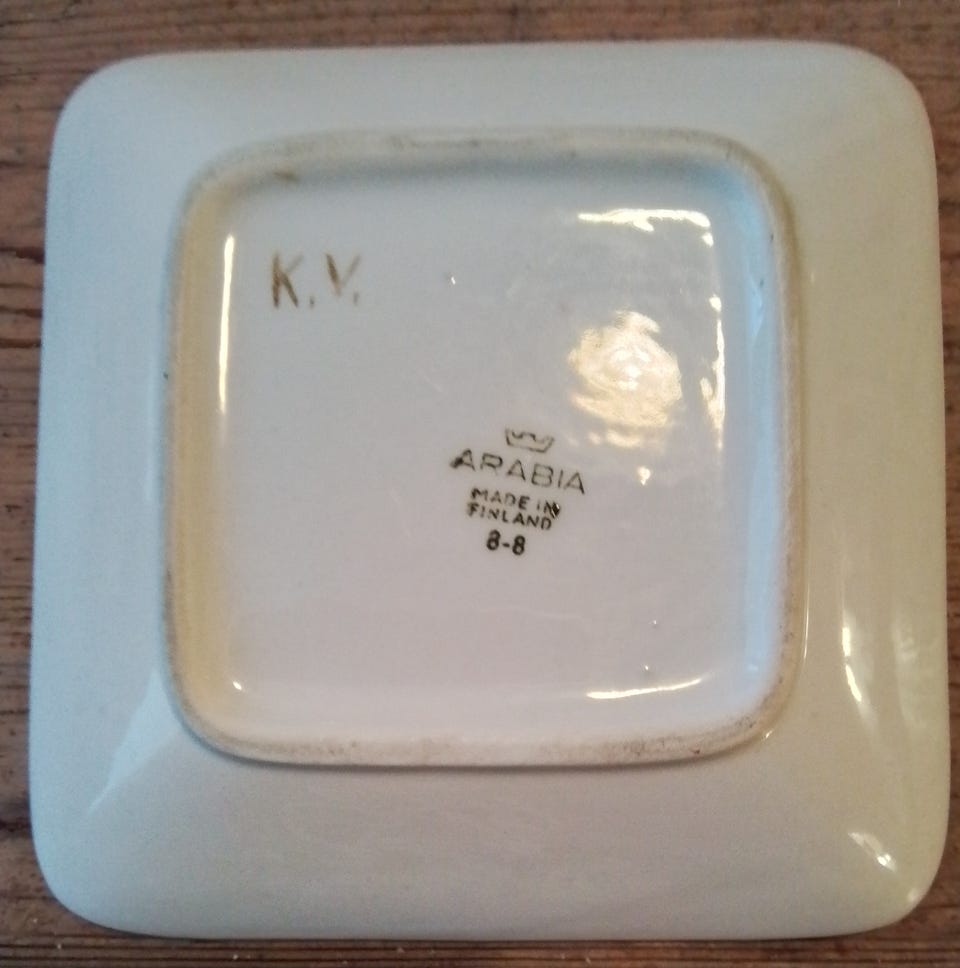 K.V.
ARABIA
MADE IN
FINLAND
8-8